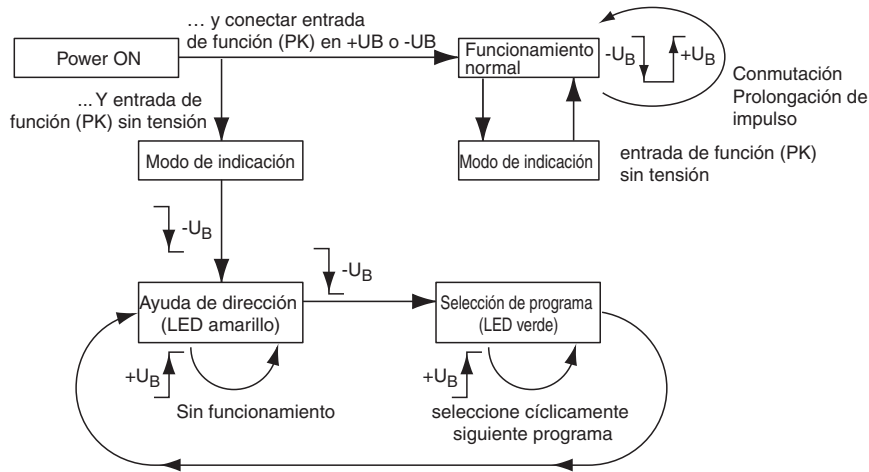 … y conectar entrada
de función (PK) en +UB o -UB
Power ON
Funcionamiento
normal
-UB
+UB
Conmutación
Prolongación de
impulso
...Y entrada de
función (PK) sin tensión
Modo de indicación
Modo de indicación
entrada de función (PK)
sin tensión
-UB
-UB
Ayuda de dirección
(LED amarillo)
Selección de programa
(LED verde)
+UB
Sin funcionamiento
+UB
seleccione cíclicamente
siguiente programa